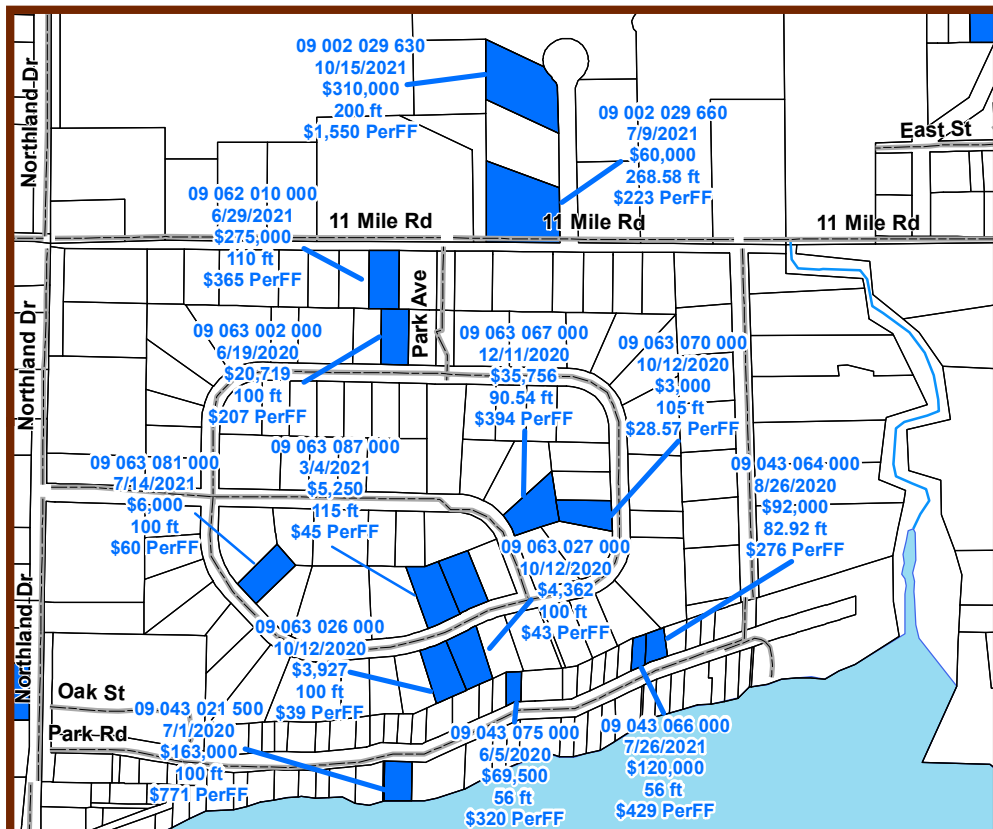 09 002 029 630
10/15/2021
$310,000
200 ft
$1,550 PerFF
09 002 029 660
7/9/2021
$60,000
268.58 ft
$223 PerFF
East St
Northland Dr
09 062 010 000
6/29/2021
$275,000
110 ft
$365 PerFF
11 Mile Rd
11 Mile Rd
11 Mile Rd
Northland Dr
Park Ave
09 063 002 000
6/19/2020
$20,719
100 ft
$207 PerFF
09 063 067 000
12/11/2020
$35,756
90.54 ft
$394 PerFF
09 063 070 000
10/12/2020
$3,000
105 ft
$28.57 PerFF
09 063 081 000
7/14/2021
$6,000
100 ft
$60 PerFF
09 063 087 000
3/4/2021
$5,250
115 ft
$45 PerFF
09 043 064 000
8/26/2020
$92,000
82.92 ft
$276 PerFF
09 063 027 000
10/12/2020
$4,362
100 ft
$43 PerFF
Northland Dr
09 063 026 000
10/12/2020
$3,927
100 ft
$39 PerFF
Oak St
Park Rd
09 043 021 500
7/1/2020
$163,000
100 ft
$771 PerFF
09 043 075 000
6/5/2020
$69,500
56 ft
$320 PerFF
09 043 066 000
7/26/2021
$120,000
56 ft
$429 PerFF